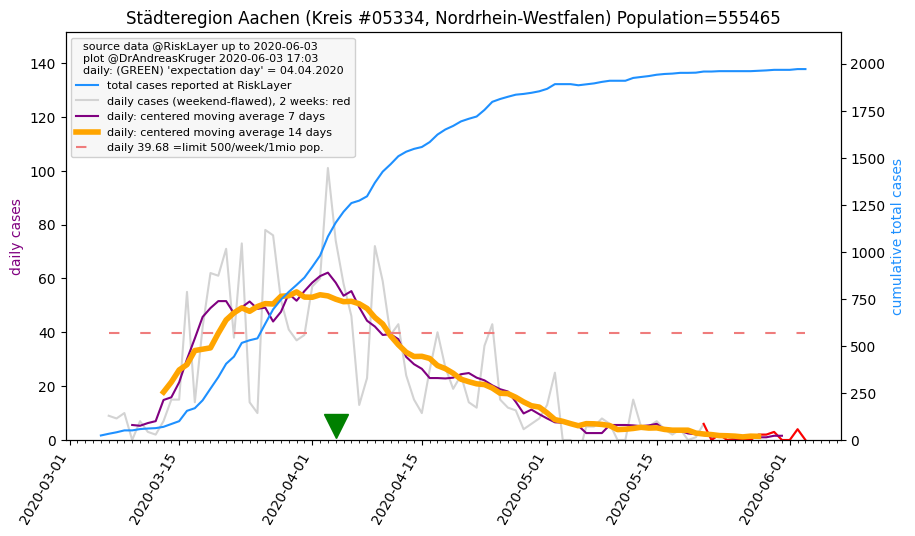 Städteregion Aachen (Kreis #05334, Nordrhein-Westfalen) Population=555465
source data @RiskLayer up to 2020-06-03
plot @DrAndreasKruger 2020-06-03 17:03
daily: (GREEN) 'expectation day' = 04.04.2020
total cases reported at RiskLayer
daily cases (weekend-flawed), 2 weeks: red
daily: centered moving average 7 days
daily: centered moving average 14 days
daily 39.68 =limit 500/week/1mio pop.
daily cases
140
120
100
80
60
40
20
0
cumulative total cases
2000
1750
1500
1250
1000
750
500
250
0
2020-03-01
2020-03-15
2020-04-01
2020-04-15
2020-05-01
2020-05-15
2020-06-01